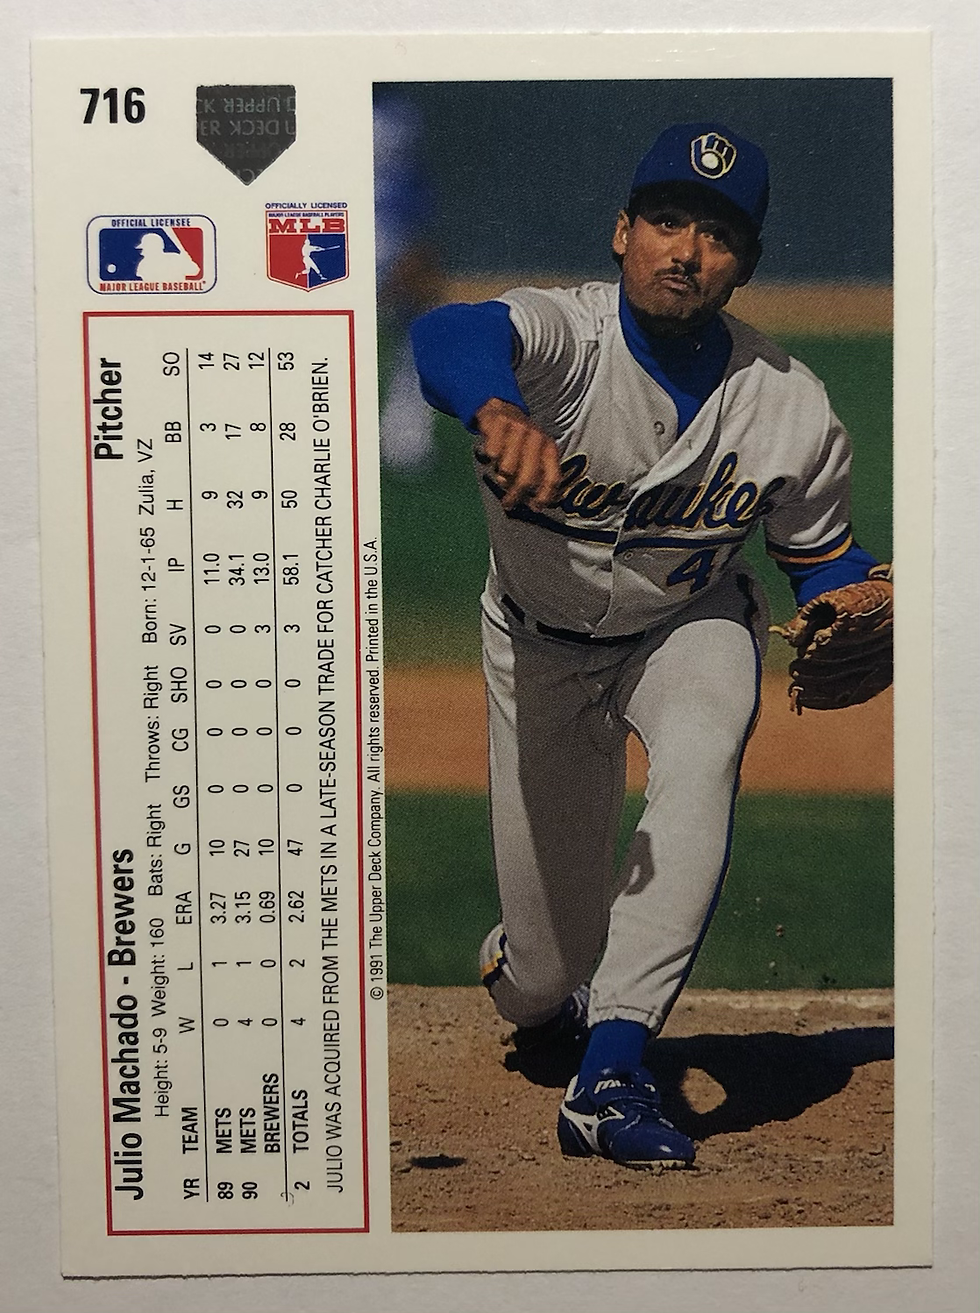 716
OFFICIAL LICENSEE
MAJOR LEAGUE BASEBALL
OFFICIALLY LICENSED
MAJOR LEAGUE BASEBALL PLAYERS
MLB
Julio Machado - Brewers Pitcher
Height: 5-9 Weight: 160 Bats: Right Throws: Right Born: 12-1-65 Zulia, VZ
YR TEAM W L ERA G GS CG SHO SV IP H BB SO
89 METS 0 1 3.27 10 0 0 0 0 11.0 9 3 14
90 METS 4 1 3.15 27 0 0 0 0 34.1 32 17 27
BREWERS 0 0 0.69 10 0 0 0 3 13.0 9 8 12
2 TOTALS 4 2 2.62 47 0 0 0 3 58.1 50 28 53
JULIO WAS ACQUIRED FROM THE METS IN A LATE-SEASON TRADE FOR CATCHER CHARLIE O'BRIEN.
© 1991 The Upper Deck Company. All rights reserved. Printed in the U.S.A.
Milwaukee
4